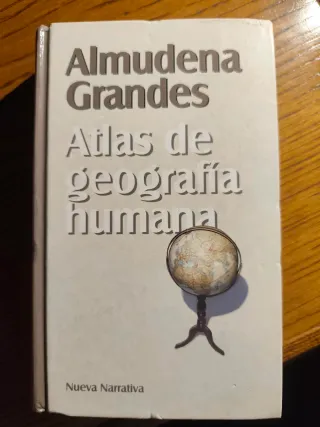 Almudena
Grandes
Atlas de
geografía
humana
Nueva Narrativa